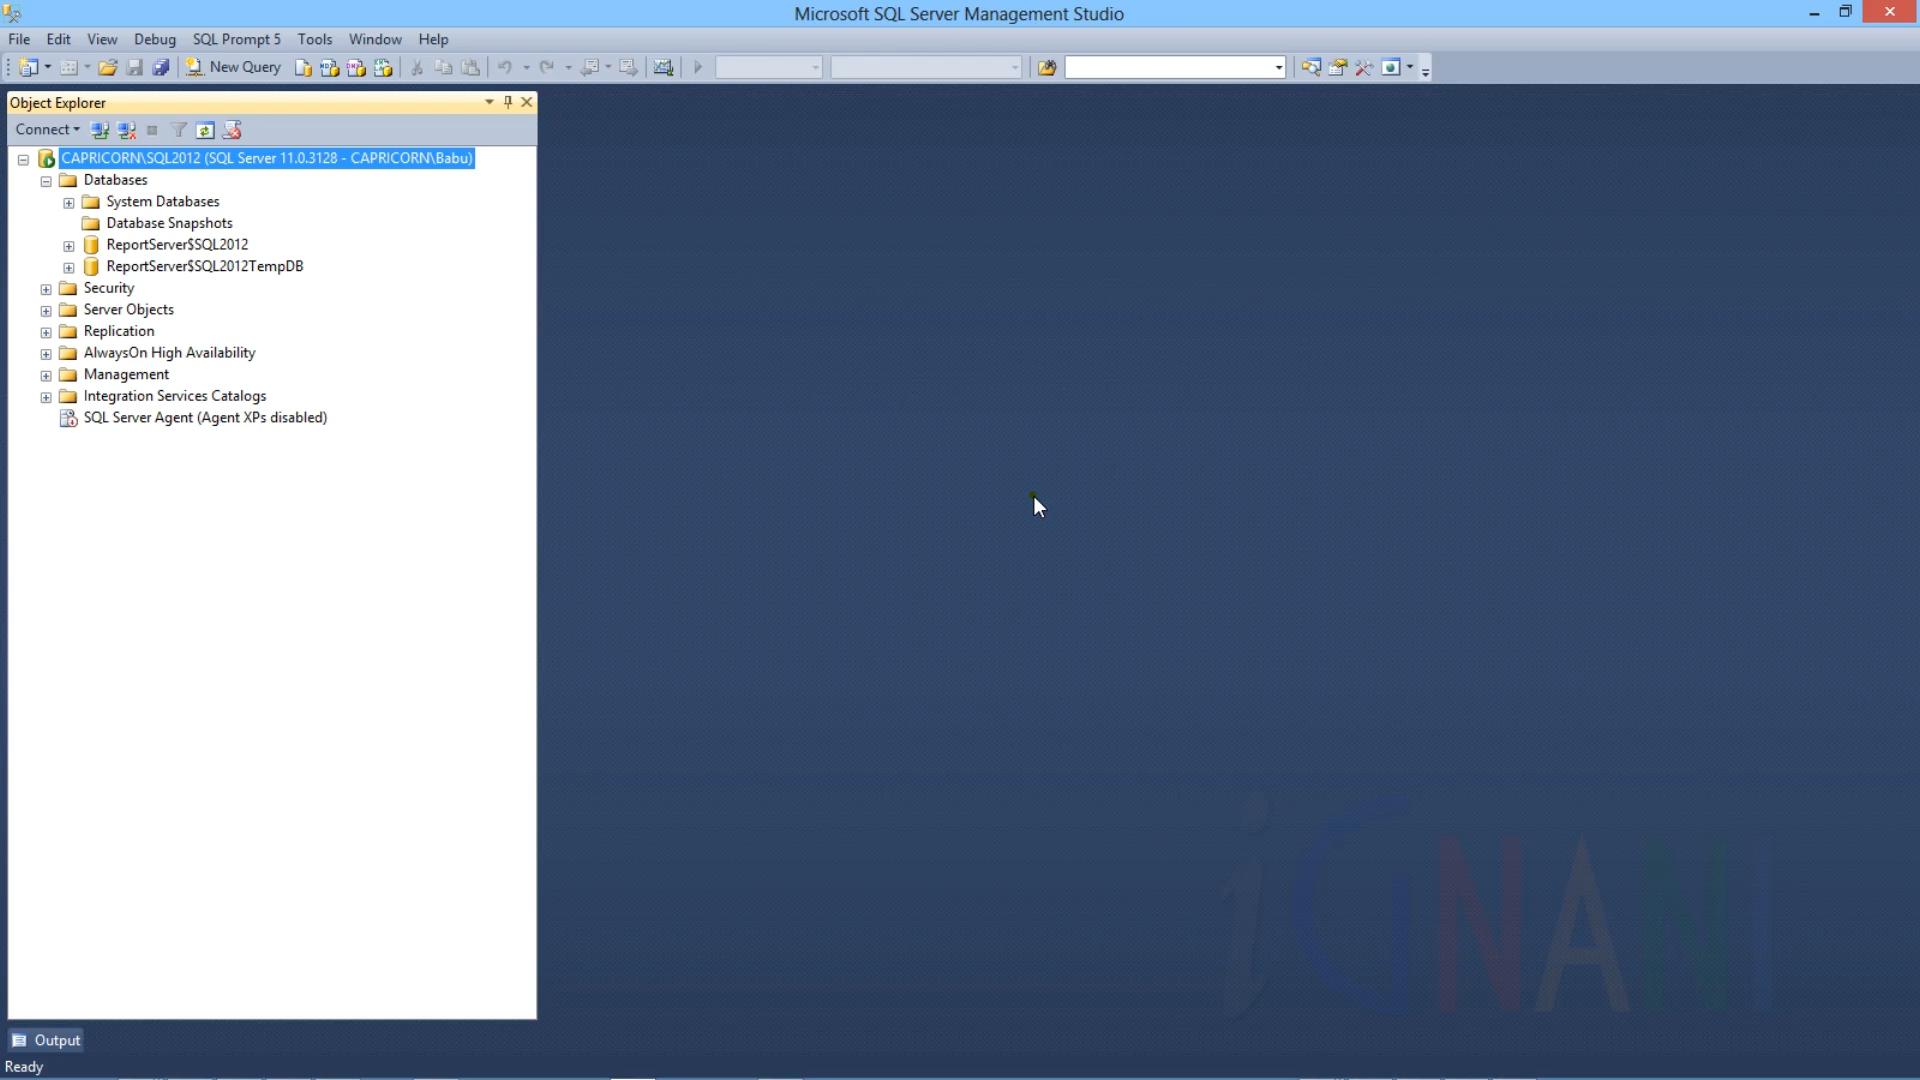 Microsoft SQL Server Management Studio
File Edit View Debug SQL Prompt 5 Tools Window Help
New Query
Object Explorer
Connect
CAPRICORN\SQL2012 (SQL Server 11.0.3128 - CAPRICORN\Babu)
Databases
System Databases
Database Snapshots
ReportServer$SQL2012
ReportServer$SQL2012TempDB
Security
Server Objects
Replication
AlwaysOn High Availability
Management
Integration Services Catalogs
SQL Server Agent (Agent XPs disabled)
iGNANI
Output
Ready